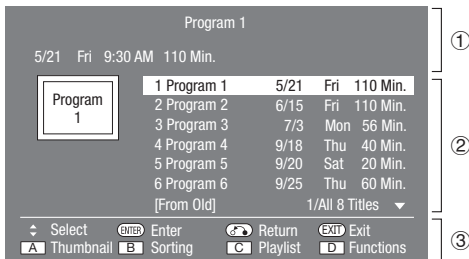 Program 1
5/21 Fri 9:30 AM 110 Min.
①
Program
1
1 Program 1 5/21 Fri 110 Min.
2 Program 2 6/15 Fri 110 Min.
3 Program 3 7/3 Mon 56 Min.
4 Program 4 9/18 Thu 40 Min.
5 Program 5 9/20 Sat 20 Min.
6 Program 6 9/25 Thu 60 Min.
[From Old] 1/All 8 Titles
②
Select ENTER Enter Return EXIT Exit
A Thumbnail B Sorting C Playlist D Functions
③